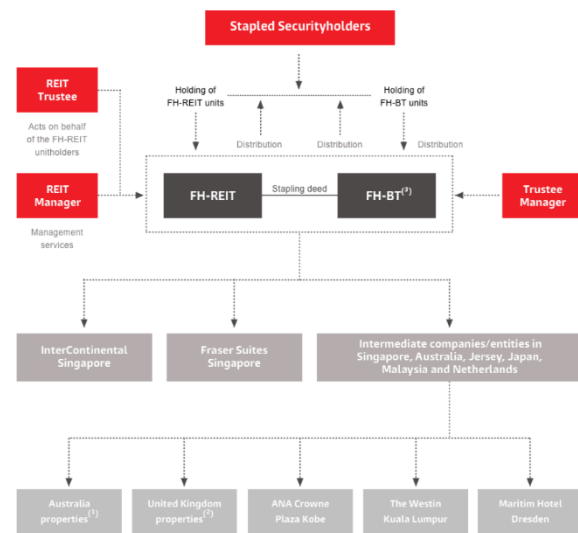 Stapled Securityholders
REIT
Trustee
Acts on behalf
of the FH-REIT
unitholders
Holding of
FH-REIT
units
Holding of
FH-BT units
Distribution
Distribution
Distribution
REIT
Manager
Management
services
FH-REIT
Stapling deed
FH-BT(3)
Trustee
Manager
InterContinental
Singapore
Fraser Suites
Singapore
Intermediate companies/entities in
Singapore, Australia, Jersey, Japan,
Malaysia and Netherlands
Australia
properties(1)
United Kingdom
properties(2)
ANA Crowne
Plaza Kobe
The Westin
Kuala Lumpur
Maritim Hotel
Dresden